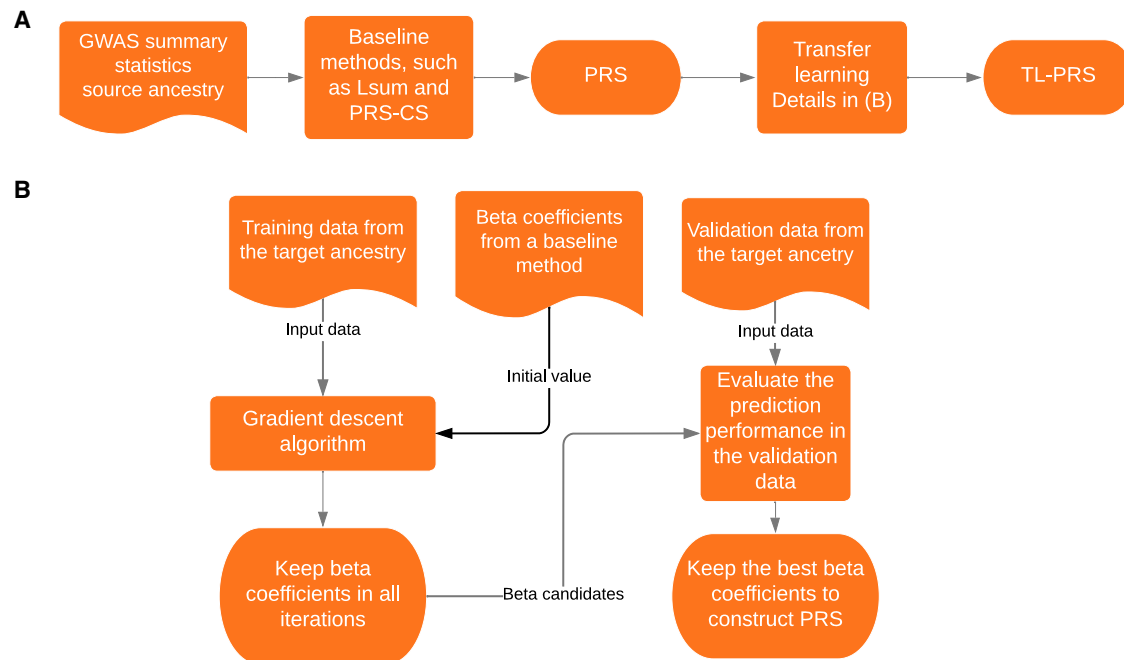 A
GWAS summary
statistics
source ancestry
Baseline
methods, such
as Lsum and
PRS-CS
PRS
Transfer
learning
Details in (B)
TL-PRS
B
Training data from
the target ancestry
Beta coefficients
from a baseline
method
Validation data from
the target ancetry
Input data
Initial value
Input data
Gradient descent
algorithm
Evaluate the
prediction
performance in
the validation
data
Keep beta
coefficients in all
iterations
Beta candidates
Keep the best beta
coefficients to
construct PRS